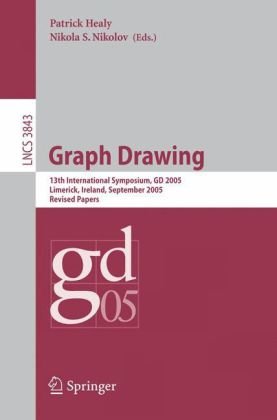 Patrick Healy
Nikola S. Nikolov (Eds.)
LNCS 3843
Graph Drawing
13th International Symposium, GD 2005
Limerick, Ireland, September 2005
Revised Papers
gd
05
Springer